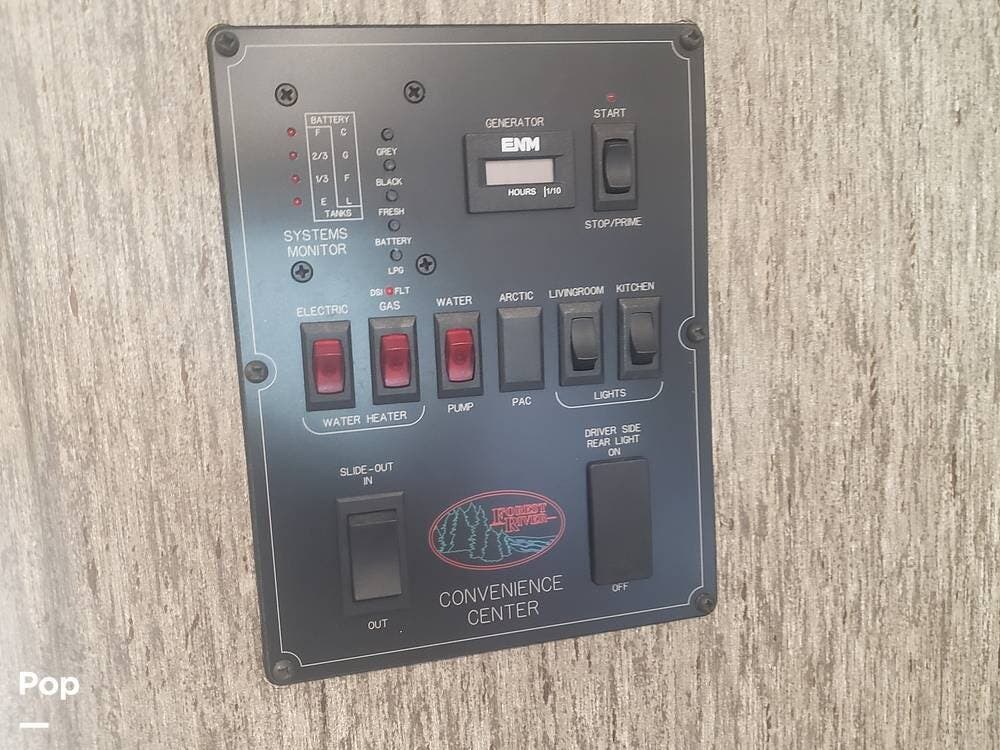 BATTERY
F C
2/3 G
1/3 F
E L
TANKS
SYSTEMS
MONITOR
GREY
BLACK
FRESH
BATTERY
LPG
GENERATOR
ENM
HOURS 1/10
START
STOP/PRIME
DSI FLT
ELECTRIC
GAS
WATER HEATER
WATER
PUMP
ARCTIC
PAC
LIVINGROOM
KITCHEN
LIGHTS
SLIDE-OUT
IN
OUT
FOREST
RIVER
CONVENIENCE
CENTER
DRIVER SIDE
REAR LIGHT
ON
OFF
Pop